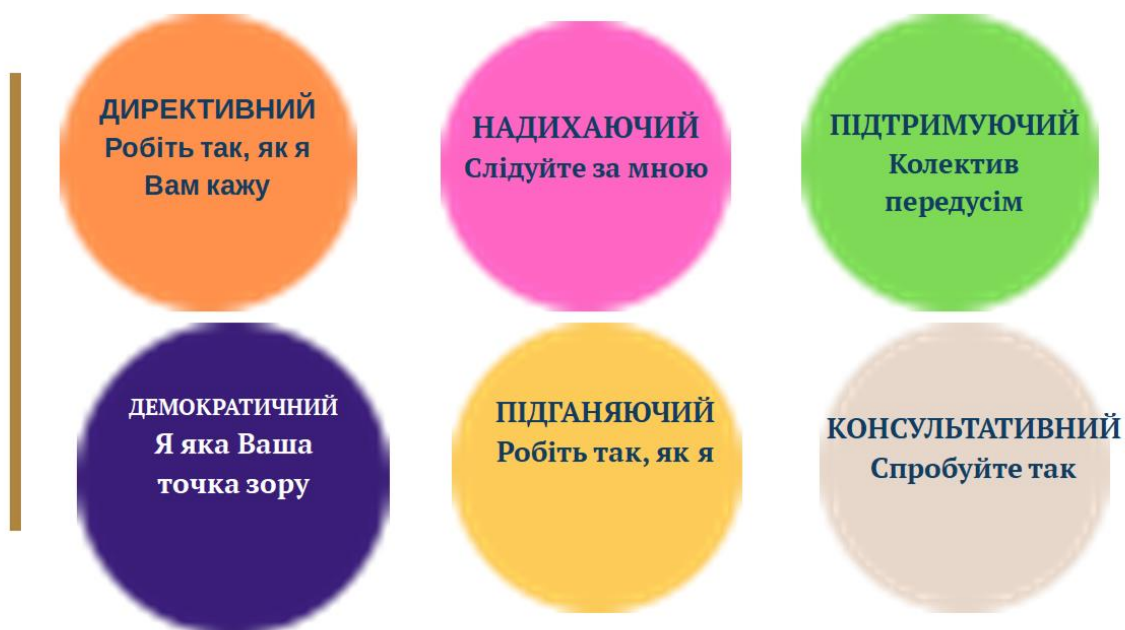 ДИРЕКТИВНИЙ
Робіть так, як я
Вам кажу
НАДИХАЮЧИЙ
Слідуйте за мною
ПІДТРИМУЮЧИЙ
Колектив
передусім
ДЕМОКРАТИЧНИЙ
Я яка Ваша
точка зору
ПІДГАНЯЮЧИЙ
Робіть так, як я
КОНСУЛЬТАТИВНИЙ
Спробуйте так